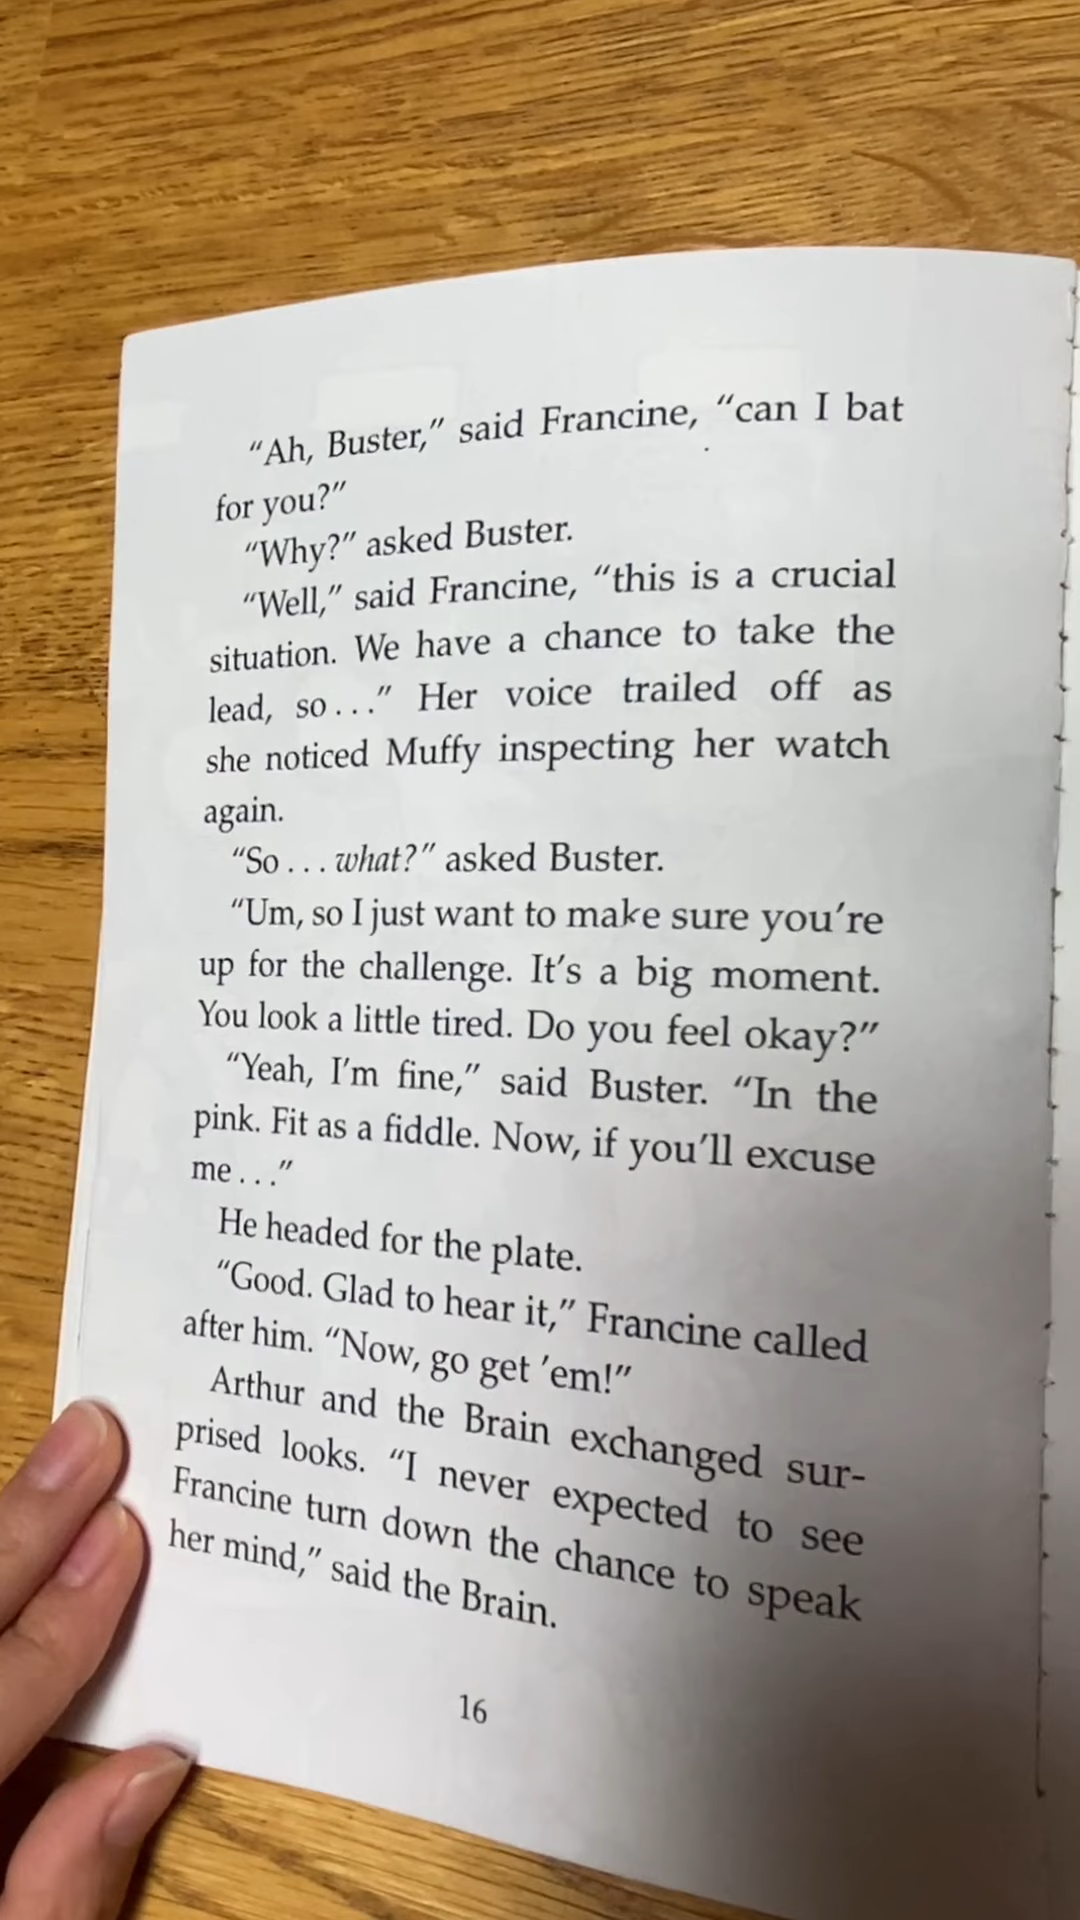 “Ah, Buster,” said Francine, “can I bat
for you?”
“Why?” asked Buster.
“Well,” said Francine, “this is a crucial
situation. We have a chance to take the
lead, so . . .” Her voice trailed off as
she noticed Muffy inspecting her watch
again.
“So . . . what?” asked Buster.
“Um, so I just want to make sure you’re
up for the challenge. It’s a big moment.
You look a little tired. Do you feel okay?”
“Yeah, I’m fine,” said Buster. “In the
pink. Fit as a fiddle. Now, if you’ll excuse
me . . .”
He headed for the plate.
“Good. Glad to hear it,” Francine called
after him. “Now, go get ’em!”
Arthur and the Brain exchanged sur-
prised looks. “I never expected to see
Francine turn down the chance to speak
her mind,” said the Brain.
16